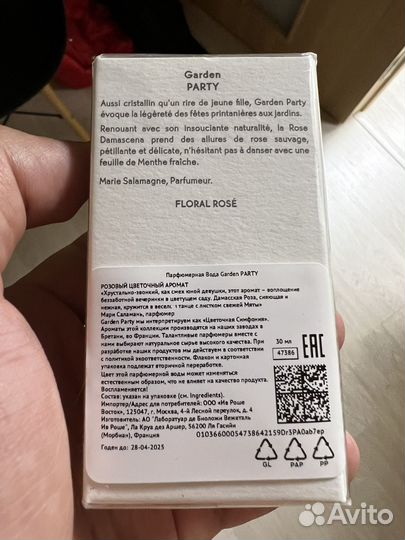 Garden
PARTY
Aussi cristallin qu'un rire de jeune fille, Garden Party
évoque la légèreté des fêtes printanières aux jardins.
Renouant avec son insouciante naturalité, la Rose
Damascena prend des allures de rose sauvage,
pétillante et délicate, n'hésitant pas à danser avec une
feuille de Menthe fraîche.
Marie Salamagne, Parfumeur.
FLORAL ROSÉ
Парфюмерная Вода Garden PARTY
РОЗОВЫЙ ЦВЕТОЧНЫЙ АРОМАТ
«Хрустально-звонкий, как смех юной девушки, этот аромат – воплощение
беззаботной вечеринки в цветущем саду. Дамасская Роза, сияющая и
нежная, кружится в веселом танце с листком свежей Мяты»
Мари Саламань, парфюмер
Garden Party мы интерпретируем как «Цветочная Симфония».
Ароматы этой коллекции производятся на наших заводах в
Бретани, во Франции. Талантливые парфюмеры вместе с нами
выбирают натуральное сырье высокого качества. При
разработке наших продуктов мы действуем в соответствии
с политикой экоответственности. Флакон и картонная
упаковка подлежат вторичной переработке.
Цвет этой парфюмерной воды может изменяться
естественным образом, что не влияет на качество продукта.
Состав: указан на упаковке (см. Ingredients).
Импортер/Адрес для претензий: ООО «Ив Роше
Восток», 125047, г. Москва, 4-й Лесной переулок, д. 4
Изготовитель: АО «Лаборатуар де Биоложи Вежеталь
Ив Роше», Ла Круа дез Аршер, 56200 Ля Гасийи
(Морбиан), Франция
Годен до: 28-04-2025
30 мл
47386
EAC
01036600054738642159Dr3PA0ab7ep
GL
PAP
PP
Avito